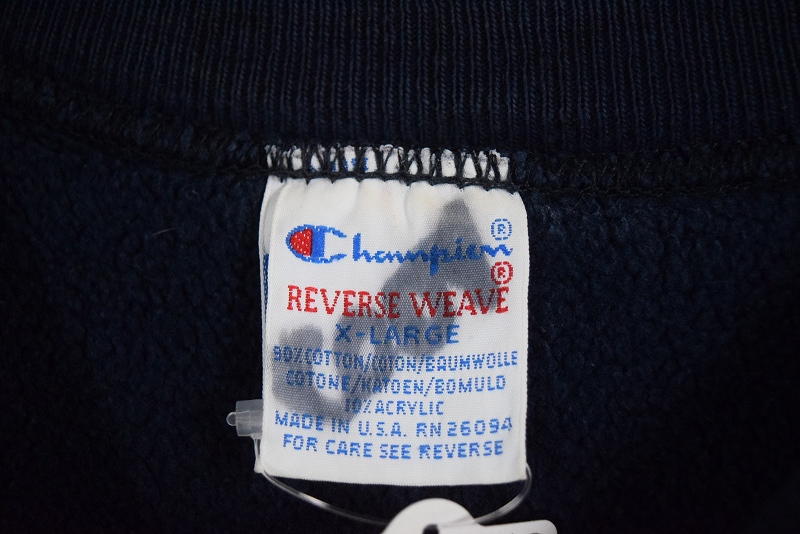 Champion®
REVERSE WEAVE®
X-LARGE
90% COTTON/COTON/BAUMWOLLE
COTONE/KATOEN/BOMULD
10% ACRYLIC
MADE IN U.S.A. RN 26094
FOR CARE SEE REVERSE